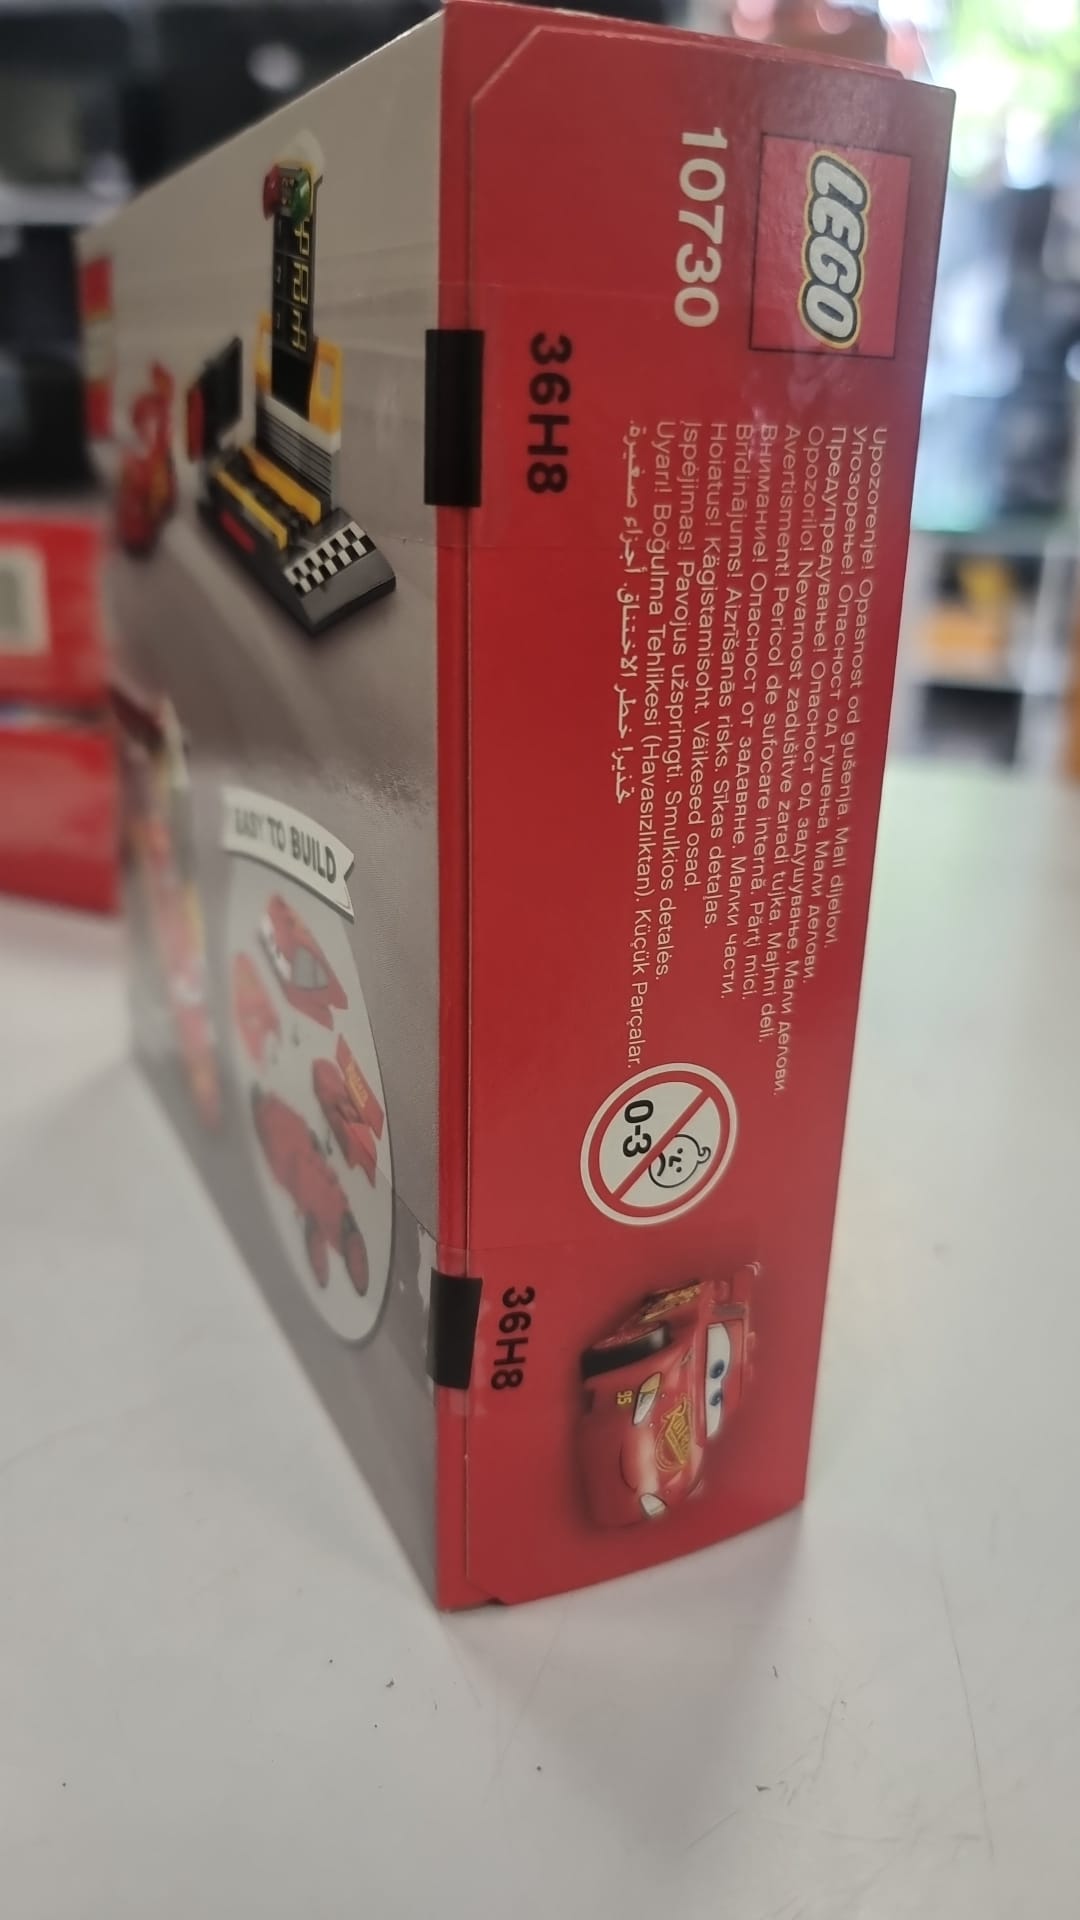 LEGO
10730
Upozorenje! Opasnost od gušenja. Mali dijelovi.
Упозорење! Опасност од гушења. Мали делови.
Предупредување! Опасност од задушување. Мали делови.
Opozorilo! Nevarnost zadušitve zaradi tujka. Majhni deli.
Avertisment! Pericol de sufocare internă. Părți mici.
Внимание! Опасност от задавяне. Малки части.
Brīdinājums! Aizrīšanās risks. Sīkas detaļas.
Hoiatus! Kägistamisoht. Väikesed osad.
Įspėjimas! Pavojus užspringti. Smulkios detalės.
Uyarı! Boğulma Tehlikesi (Havasızlıktan). Küçük Parçalar.
تحذير! خطر الاختناق. أجزاء صغيرة.
36H8
36H8
0-3
95
EASY TO BUILD